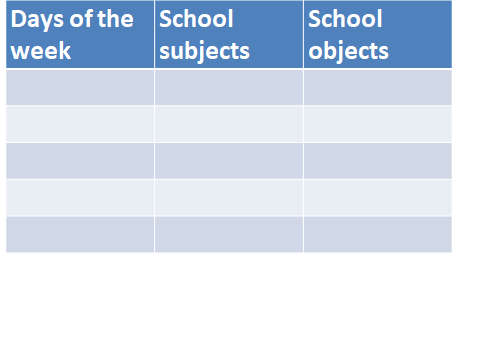 Days of the
week
School
subjects
School
objects